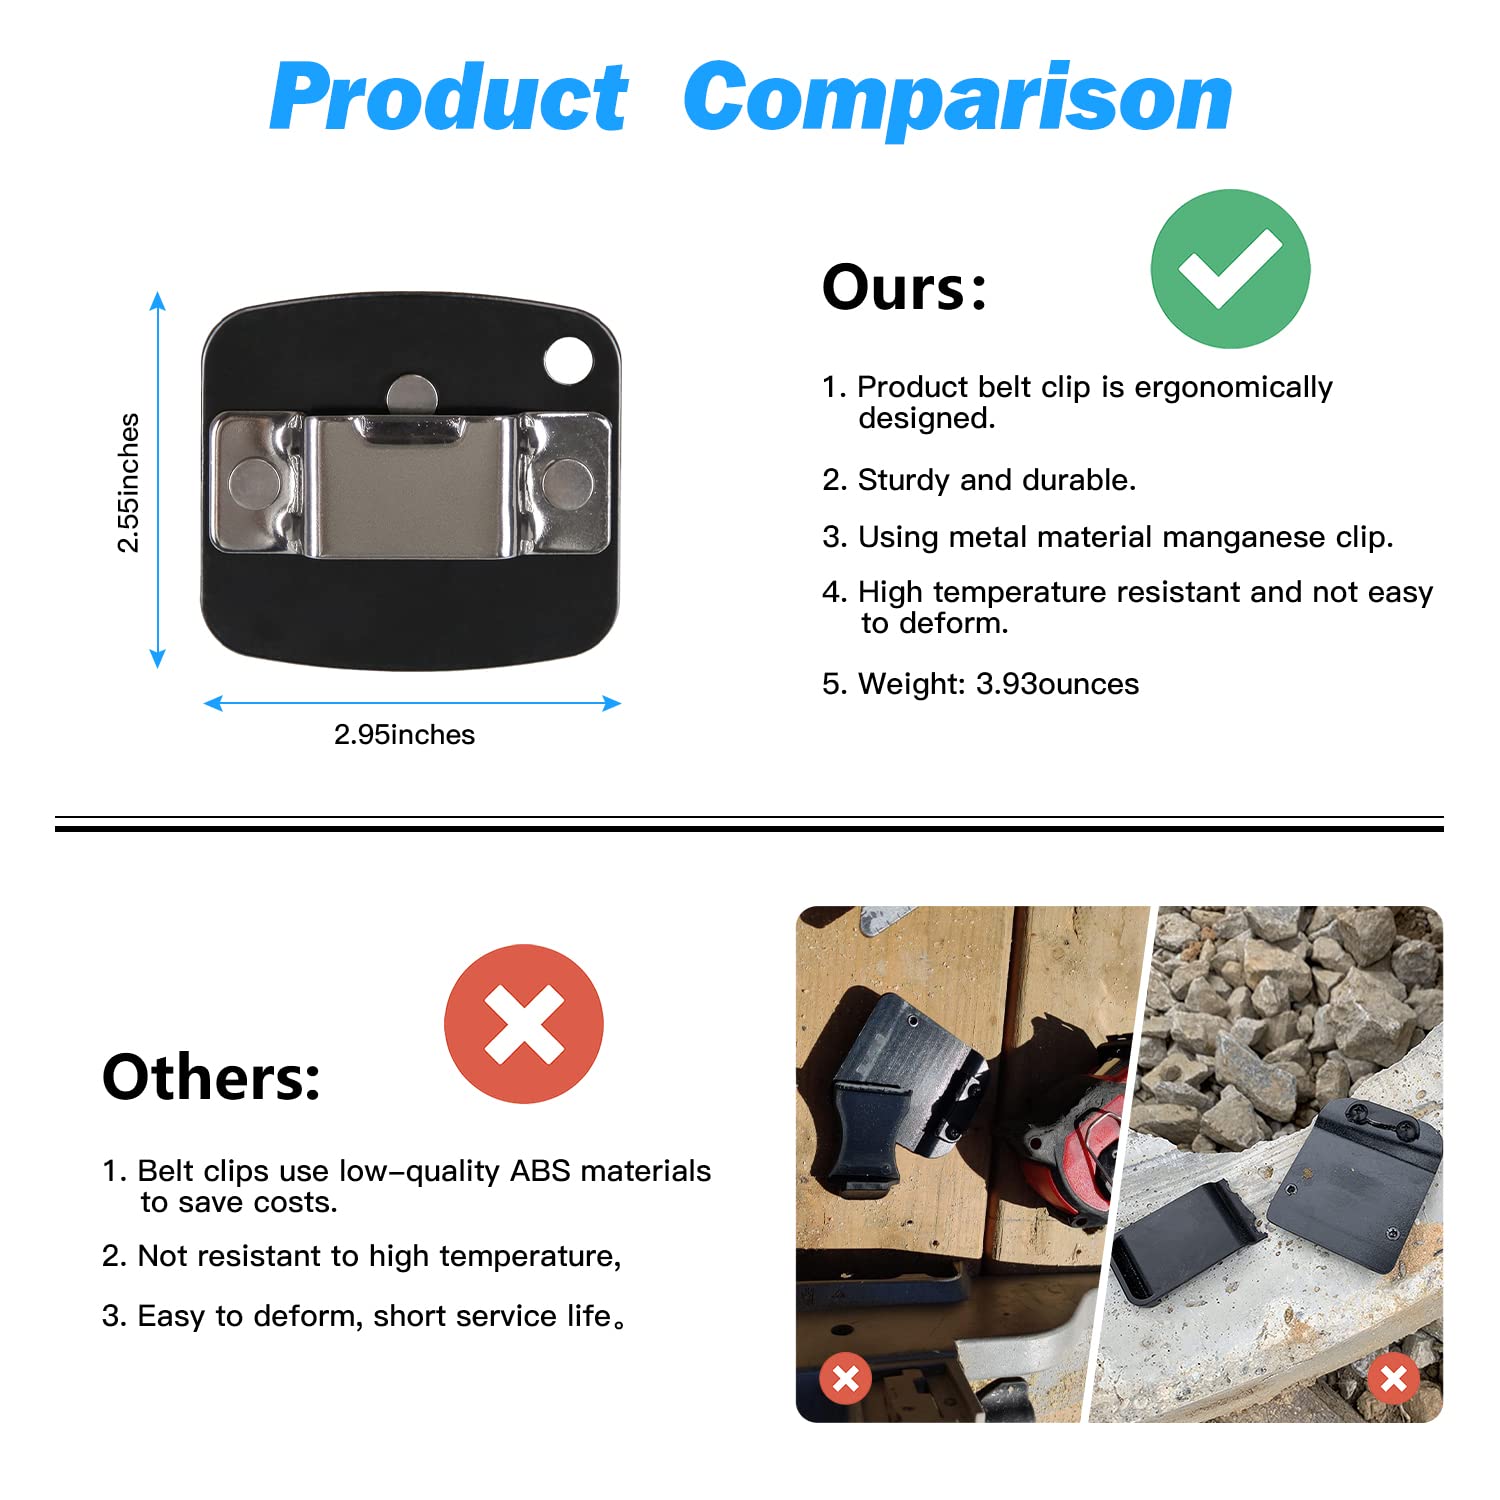 Product Comparison
Ours:
1. Product belt clip is ergonomically
designed.
2. Sturdy and durable.
3. Using metal material manganese clip.
4. High temperature resistant and not easy
to deform.
5. Weight: 3.93ounces
2.55inches
2.95inches
Others:
1. Belt clips use low-quality ABS materials
to save costs.
2. Not resistant to high temperature,
3. Easy to deform, short service life。